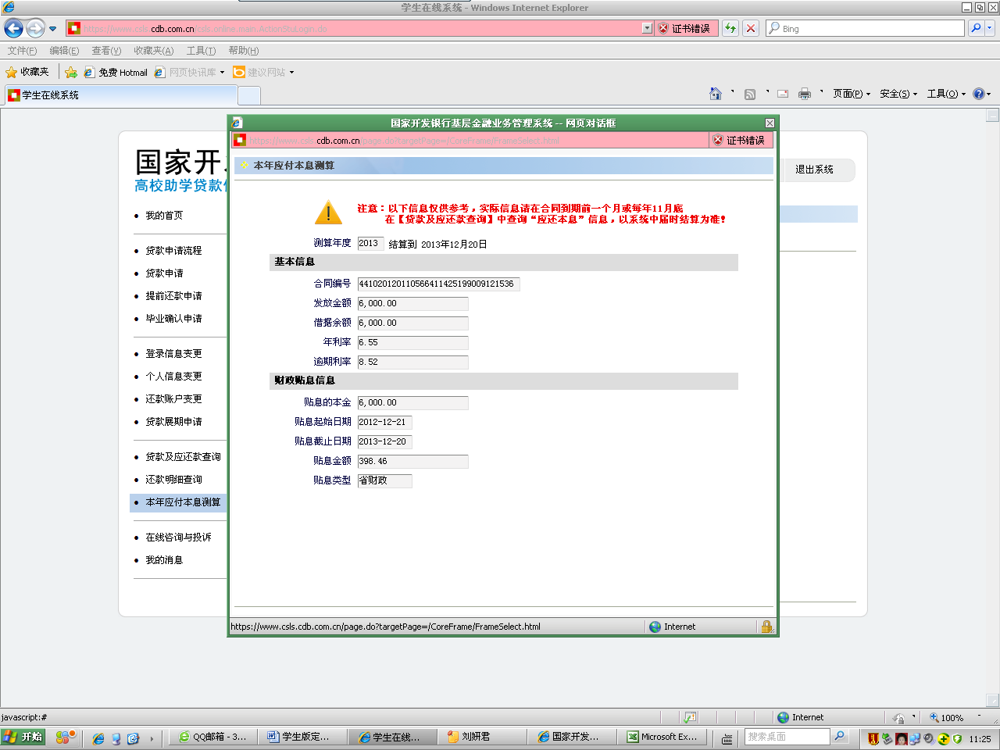 学生在线系统 - Windows Internet Explorer
https://www.csls.cdb.com.cn/csls.online.main.ActionStuLogin.do
证书错误
Bing
文件(F) 编辑(E) 查看(V) 收藏夹(A) 工具(T) 帮助(H)
收藏夹 免费 Hotmail 网页快讯库 建议网站
学生在线系统
页面(P) 安全(S) 工具(O)
国家开
高校助学贷款
退出系统
我的首页
贷款申请流程
贷款申请
提前还款申请
毕业确认申请
登录信息变更
个人信息变更
还款账户变更
贷款展期申请
贷款及应还款查询
还款明细查询
本年应付本息测算
在线咨询与投诉
我的消息
国家开发银行基层金融业务管理系统 -- 网页对话框
https://www.csls.cdb.com.cn/page.do?targetPage=/CoreFrame/FrameSelect.html
证书错误
本年应付本息测算
注意：以下信息仅供参考，实际信息请在合同到期前一个月或每年11月底
在【贷款及应还款查询】中查询“应还本息”信息，以系统中届时结算为准！
测算年度 2013 结算到 2013年12月20日
基本信息
合同编号 44102012011056641142519900912153​6
发放金额 6,000.00
借据余额 6,000.00
年利率 6.55
逾期利率 8.52
财政贴息信息
贴息的本金 6,000.00
贴息起始日期 2012-12-21
贴息截止日期 2013-12-20
贴息金额 398.46
贴息类型 省财政
https://www.csls.cdb.com.cn/page.do?targetPage=/CoreFrame/FrameSelect.html
Internet
javascript:#
Internet
100%
开始
QQ邮箱 - 3...
学生版定...
学生在线...
刘妍君
国家开发...
Microsoft Ex...
搜索桌面
11:25